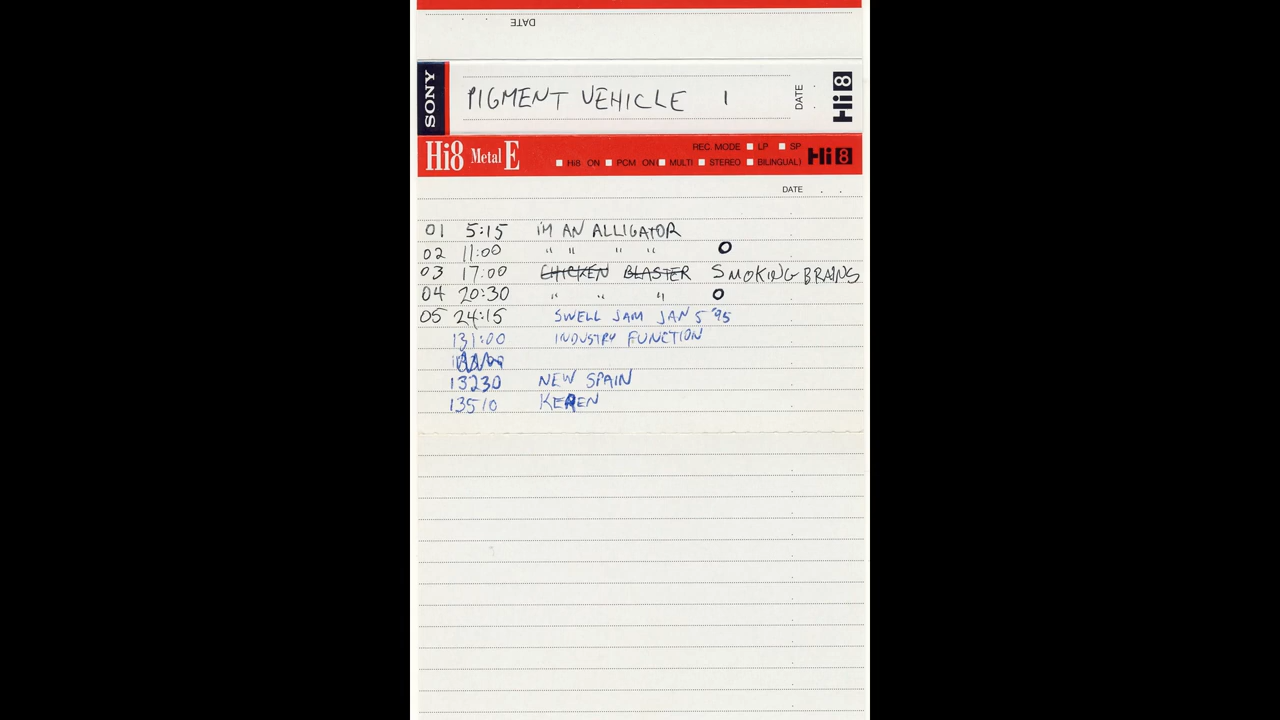 DATE
SONY PIGMENT VEHICLE 1 DATE Hi8
Hi8 Metal E REC. MODE LP SP Hi8
Hi8 ON PCM ON( MULTI STEREO BILINGUAL)
DATE
01 5:15 I'M AN ALLIGATOR
02 11:00 " " " " O
03 17:00 CHICKEN BLASTER SMOKING BRAINS
04 20:30 " " " O
05 24:15 SWELL JAM JAN 5 '95
131:00 INDUSTRY FUNCTION
13230 NEW SPAIN
13510 KEREN